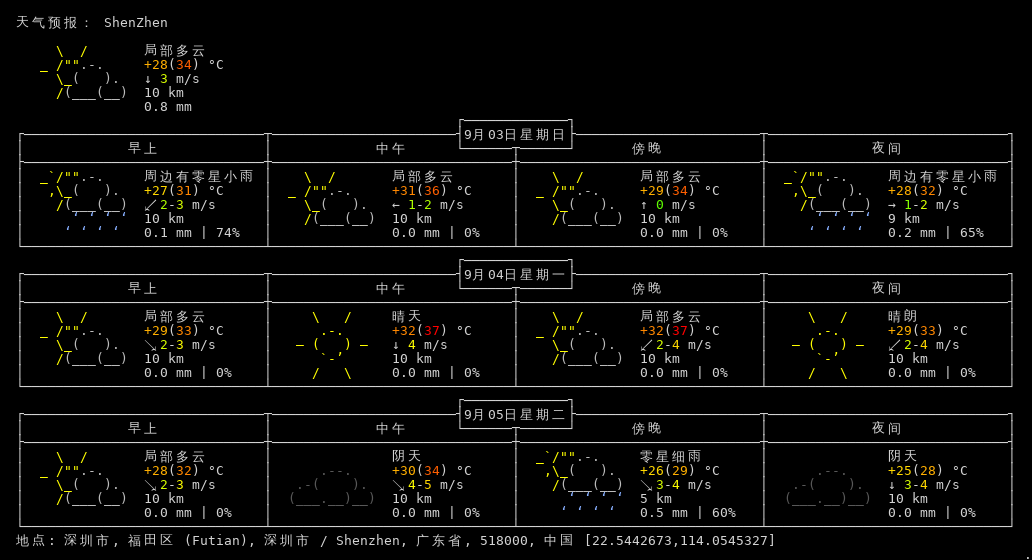 天气预报： ShenZhen
局部多云
+28(34) °C
↓ 3 m/s
10 km
0.8 mm
9月03日星期日
早上 中午 傍晚 夜间
周边有零星小雨 局部多云 局部多云 周边有零星小雨
+27(31) °C +31(36) °C +29(34) °C +28(32) °C
↙ 2-3 m/s ← 1-2 m/s ↑ 0 m/s → 1-2 m/s
10 km 10 km 10 km 9 km
0.1 mm | 74% 0.0 mm | 0% 0.0 mm | 0% 0.2 mm | 65%
9月04日星期一
早上 中午 傍晚 夜间
局部多云 晴天 局部多云 晴朗
+29(33) °C +32(37) °C +32(37) °C +29(33) °C
↘ 2-3 m/s ↓ 4 m/s ↙ 2-4 m/s ↙ 2-4 m/s
10 km 10 km 10 km 10 km
0.0 mm | 0% 0.0 mm | 0% 0.0 mm | 0% 0.0 mm | 0%
9月05日星期二
早上 中午 傍晚 夜间
局部多云 阴天 零星细雨 阴天
+28(32) °C +30(34) °C +26(29) °C +25(28) °C
↘ 2-3 m/s ↘ 4-5 m/s ↘ 3-4 m/s ↓ 3-4 m/s
10 km 10 km 5 km 10 km
0.0 mm | 0% 0.0 mm | 0% 0.5 mm | 60% 0.0 mm | 0%
地点: 深圳市, 福田区 (Futian), 深圳市 / Shenzhen, 广东省, 518000, 中国 [22.5442673,114.0545327]